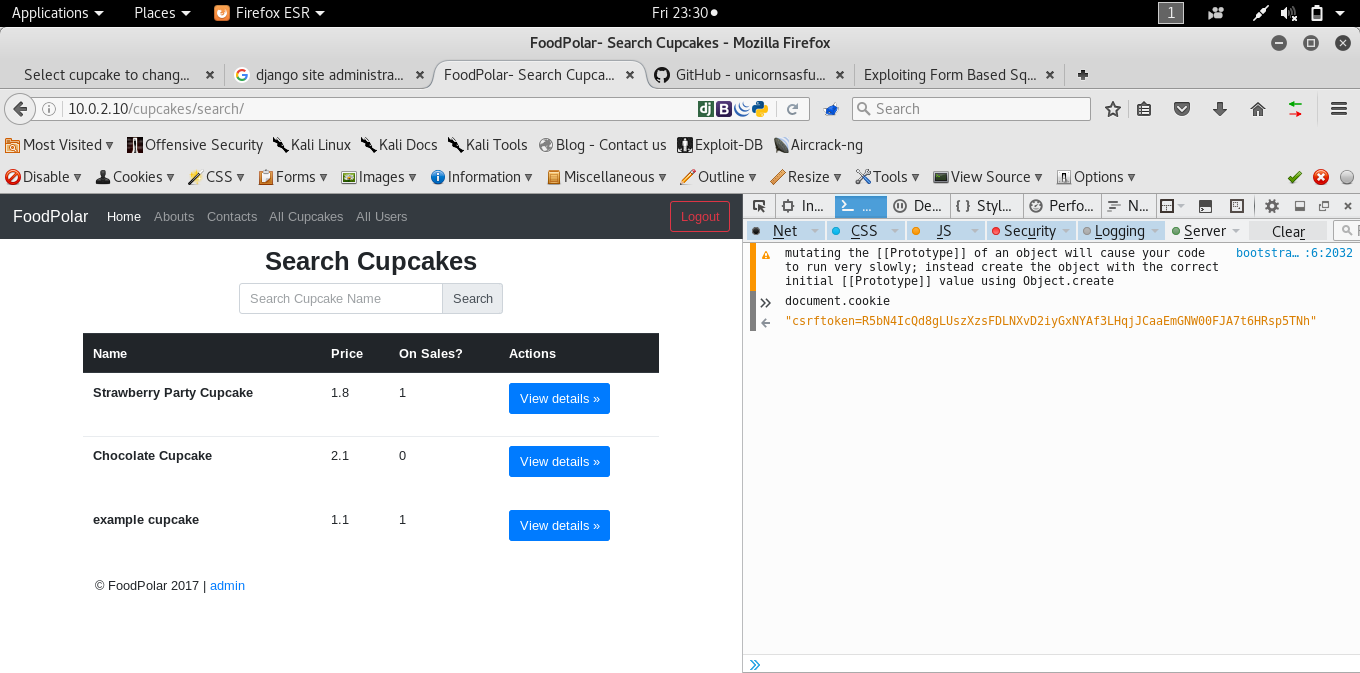 Applications Places Firefox ESR Fri 23:30 1
FoodPolar- Search Cupcakes - Mozilla Firefox
Select cupcake to chang... django site administra... FoodPolar- Search Cupca... GitHub - unicornsasfu... Exploiting Form Based Sq...
10.0.2.10/cupcakes/search/ dj B Search
Most Visited Offensive Security Kali Linux Kali Docs Kali Tools Blog - Contact us Exploit-DB Aircrack-ng
Disable Cookies CSS Forms Images Information Miscellaneous Outline Resize Tools View Source Options
FoodPolar Home Abouts Contacts All Cupcakes All Users Logout
Search Cupcakes
Search Cupcake Name Search
Name Price On Sales? Actions
Strawberry Party Cupcake 1.8 1 View details »
Chocolate Cupcake 2.1 0 View details »
example cupcake 1.1 1 View details »
© FoodPolar 2017 | admin
In... ... De... { } Styl... Perfo... N...
Net CSS JS Security Logging Server Clear
mutating the [[Prototype]] of an object will cause your code bootstra… :6:2032
to run very slowly; instead create the object with the correct
initial [[Prototype]] value using Object.create
document.cookie
"csrftoken=R5bN4IcQd8gLUszXzsFDLNXvD2iyGxNYAf3LHqjJCaaEmGNW00FJA7t6HRsp5TNh"